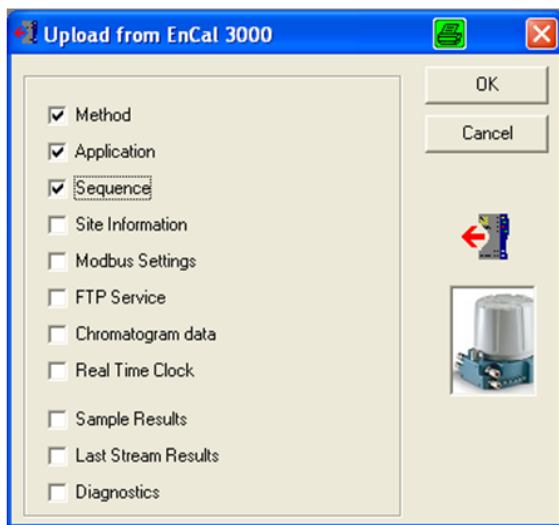 Upload from EnCal 3000
OK
Cancel
Method
Application
Sequence
Site Information
Modbus Settings
FTP Service
Chromatogram data
Real Time Clock
Sample Results
Last Stream Results
Diagnostics